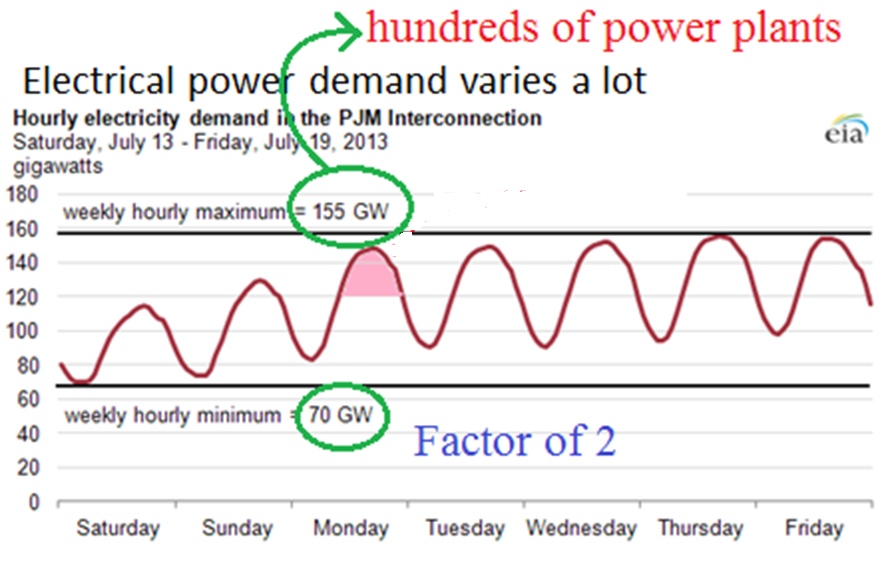 hundreds of power plants
Electrical power demand varies a lot
Hourly electricity demand in the PJM Interconnection
Saturday, July 13 - Friday, July 19, 2013
eia
gigawatts
180
weekly hourly maximum = 155 GW
160
140
120
100
80
60
weekly hourly minimum = 70 GW
40
Factor of 2
20
0
Saturday Sunday Monday Tuesday Wednesday Thursday Friday